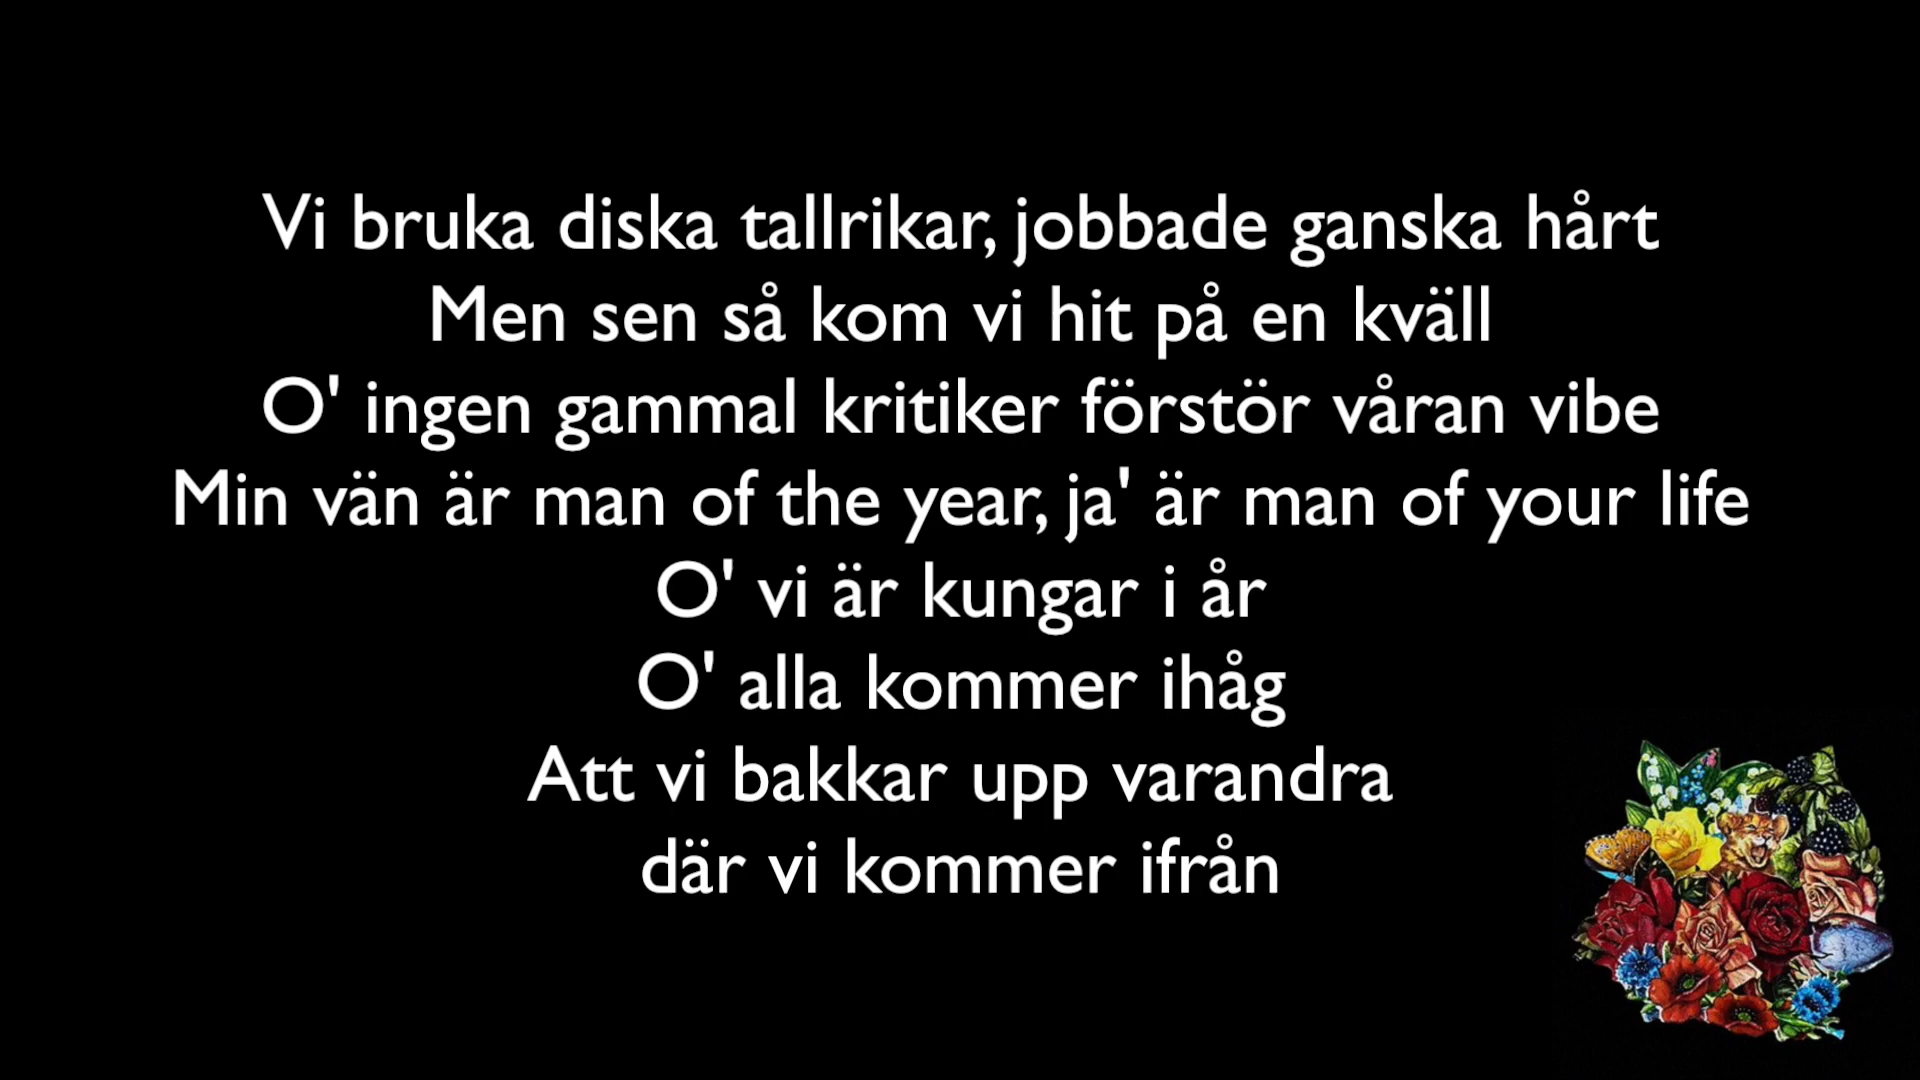 Vi bruka diska tallrikar, jobbade ganska hårt
Men sen så kom vi hit på en kväll
O' ingen gammal kritiker förstör våran vibe
Min vän är man of the year, ja' är man of your life
O' vi är kungar i år
O' alla kommer ihåg
Att vi bakkar upp varandra
där vi kommer ifrån